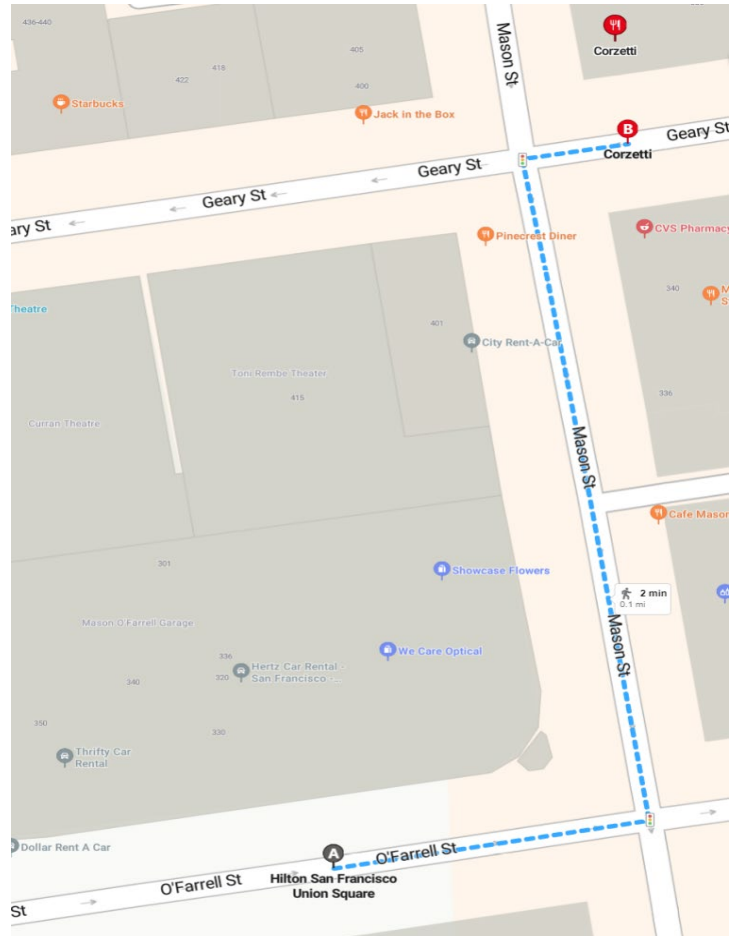 436-440
Mason St
Corzetti
405
418
422
400
Starbucks
Jack in the Box
B
Corzetti
Geary St
Geary St
Geary St
ary St
Pinecrest Diner
CVS Pharmacy
340
Theatre
401
City Rent-A-Car
Toni Rembe Theater
415
336
Curran Theatre
Mason St
Cafe Mason
301
Showcase Flowers
2 min
0.1 mi
Mason O'Farrell Garage
Mason St
We Care Optical
336
320
Hertz Car Rental -
San Francisco -...
340
350
330
Thrifty Car
Rental
Dollar Rent A Car
A
O'Farrell St
Hilton San Francisco
Union Square
O'Farrell St
St